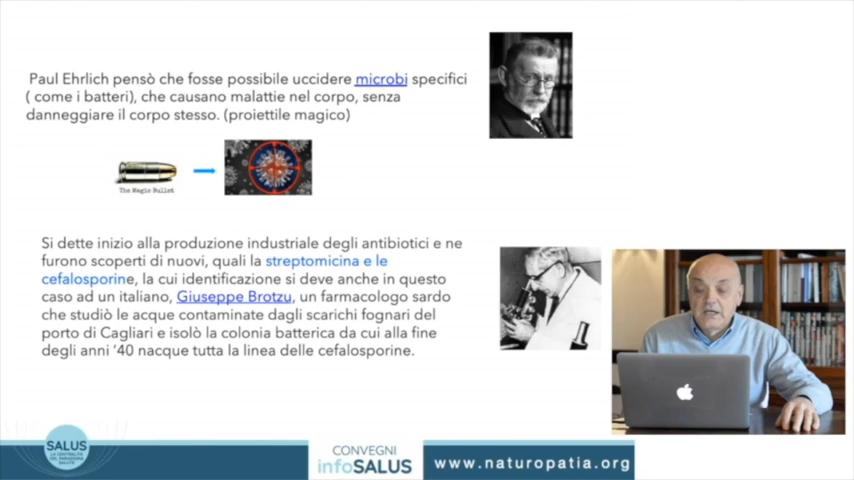 Paul Ehrlich pensò che fosse possibile uccidere microbi specifici
( come i batteri), che causano malattie nel corpo, senza
danneggiare il corpo stesso. (proiettile magico)
The Magic Bullet
Si dette inizio alla produzione industriale degli antibiotici e ne
furono scoperti di nuovi, quali la streptomicina e le
cefalosporine, la cui identificazione si deve anche in questo
caso ad un italiano, Giuseppe Brotzu, un farmacologo sardo
che studiò le acque contaminate dagli scarichi fognari del
porto di Cagliari e isolò la colonia batterica da cui alla fine
degli anni '40 nacque tutta la linea delle cefalosporine.
SALUS
LA CENTRALITÀ
DEL PARADIGMA
SALUTE
CONVEGNI
infoSALUS
www.naturopatia.org